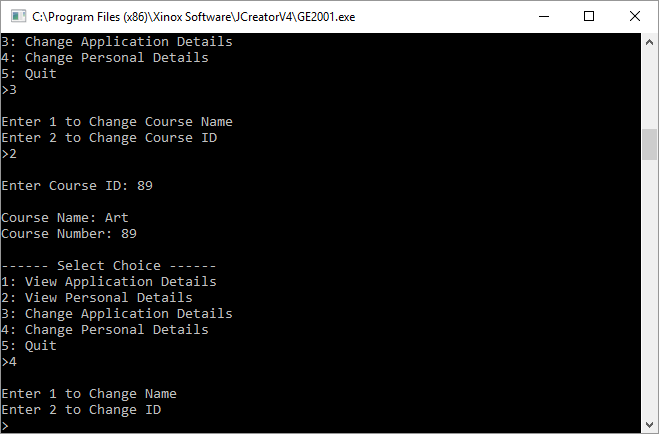 C:\Program Files (x86)\Xinox Software\JCreatorV4\GE2001.exe
3: Change Application Details
4: Change Personal Details
5: Quit
>3
Enter 1 to Change Course Name
Enter 2 to Change Course ID
>2
Enter Course ID: 89
Course Name: Art
Course Number: 89
------ Select Choice ------
1: View Application Details
2: View Personal Details
3: Change Application Details
4: Change Personal Details
5: Quit
>4
Enter 1 to Change Name
Enter 2 to Change ID
>